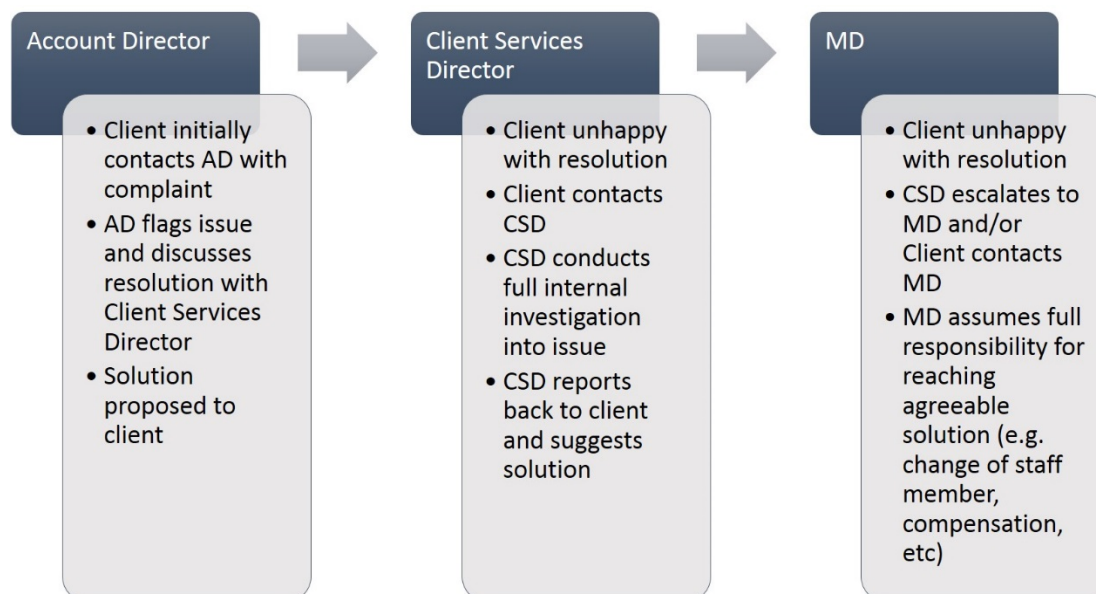 Account Director
• Client initially
contacts AD with
complaint
• AD flags issue
and discusses
resolution with
Client Services
Director
• Solution
proposed to
client
Client Services
Director
• Client unhappy
with resolution
• Client contacts
CSD
• CSD conducts
full internal
investigation
into issue
• CSD reports
back to client
and suggests
solution
MD
• Client unhappy
with resolution
• CSD escalates to
MD and/or
Client contacts
MD
• MD assumes full
responsibility for
reaching
agreeable
solution (e.g.
change of staff
member,
compensation,
etc)